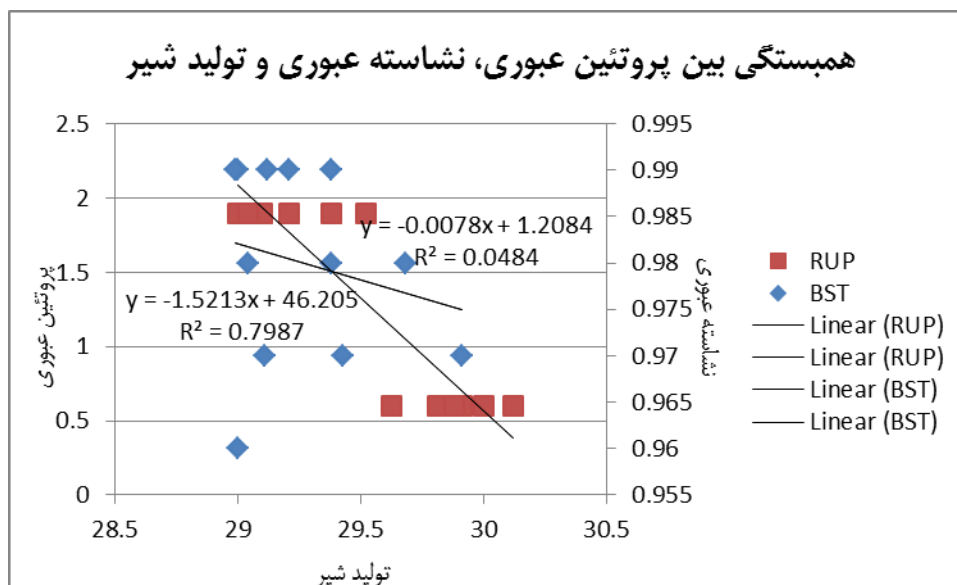 همبستگی بین پروتئین عبوری، نشاسته عبوری و تولید شیر
2.5
2
1.5
1
0.5
0
پروتئین عبوری
0.995
0.99
0.985
0.98
0.975
0.97
0.965
0.96
0.955
نشاسته عبوری
y = -0.0078x + 1.2084
R² = 0.0484
y = -1.5213x + 46.205
R² = 0.7987
28.5 29 29.5 30 30.5
تولید شیر
RUP
BST
Linear (RUP)
Linear (RUP)
Linear (BST)
Linear (BST)